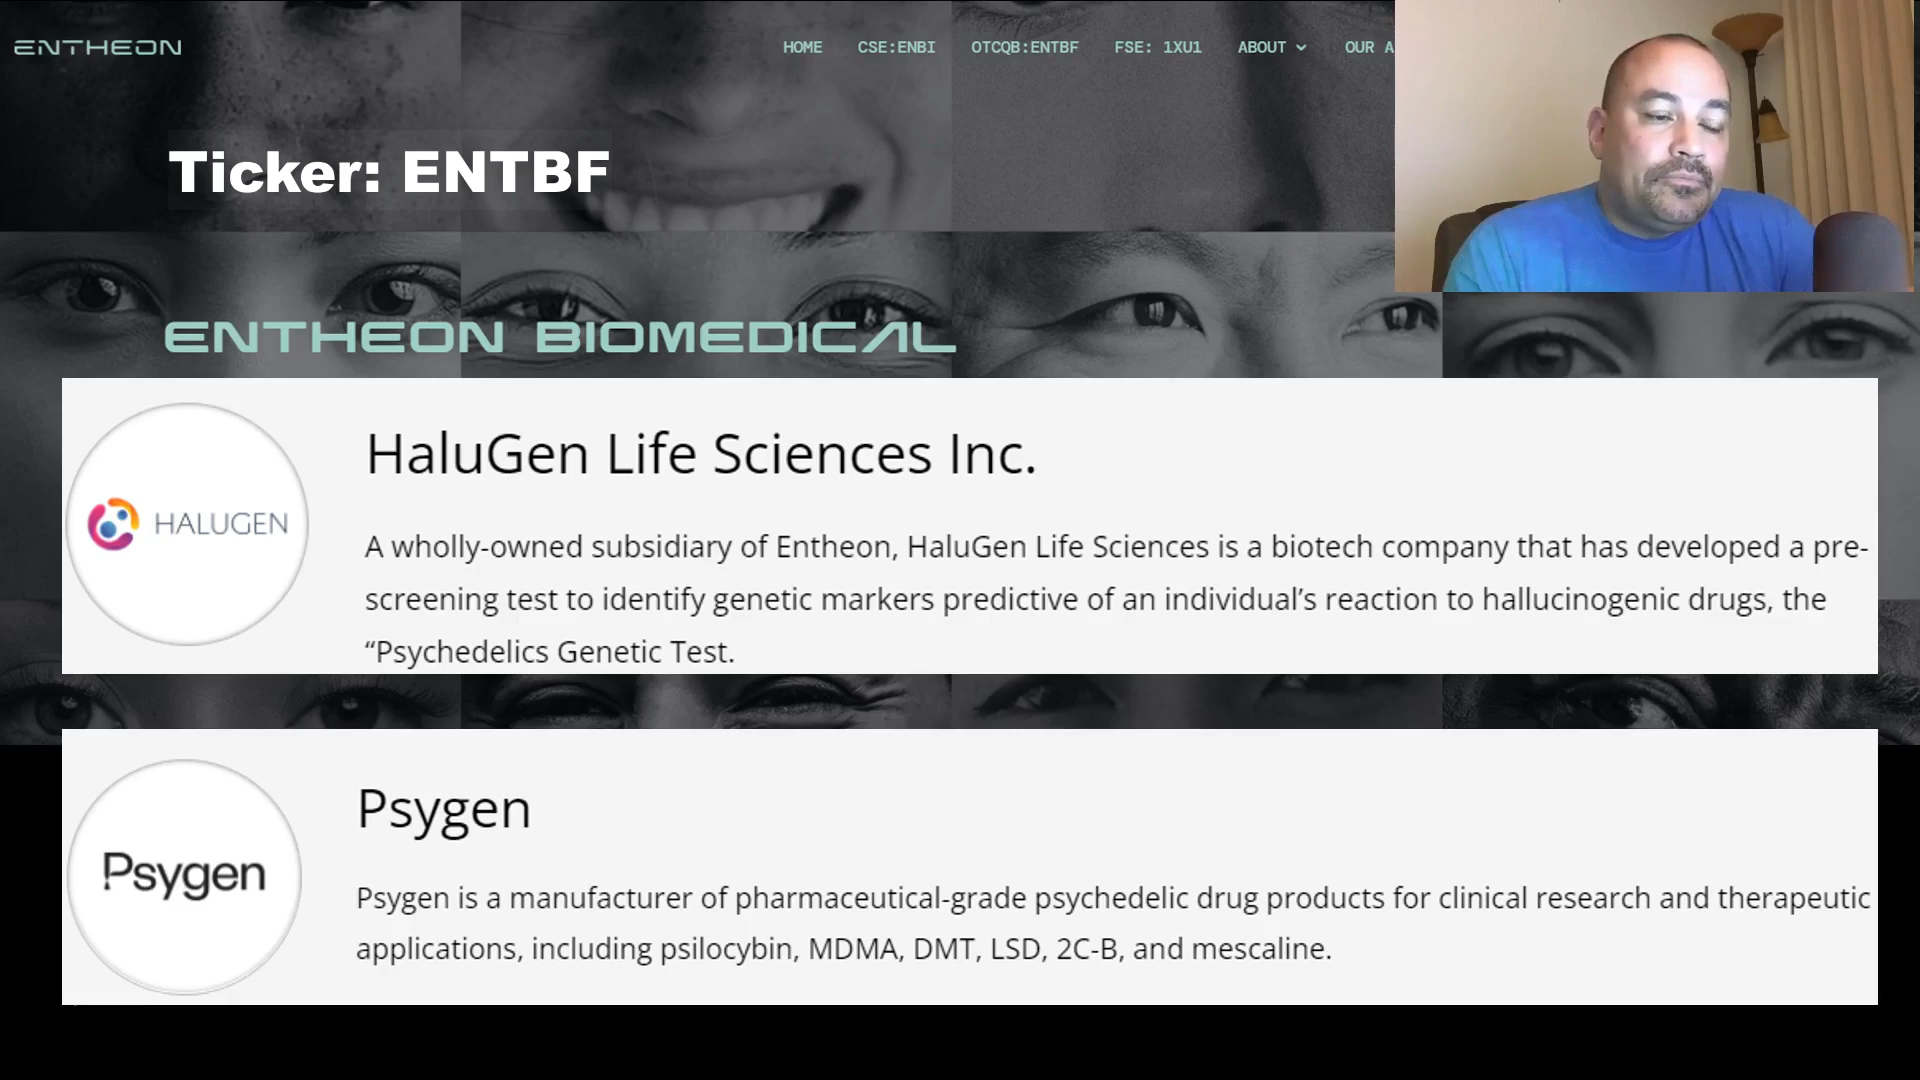 ENTHEON
HOME CSE:ENBI OTCQB:ENTBF FSE: 1XU1 ABOUT OUR A
Ticker: ENTBF
ENTHEON BIOMEDICAL
HaluGen Life Sciences Inc.
HALUGEN
A wholly-owned subsidiary of Entheon, HaluGen Life Sciences is a biotech company that has developed a pre-
screening test to identify genetic markers predictive of an individual’s reaction to hallucinogenic drugs, the
“Psychedelics Genetic Test.
Psygen
Psygen
Psygen is a manufacturer of pharmaceutical-grade psychedelic drug products for clinical research and therapeutic
applications, including psilocybin, MDMA, DMT, LSD, 2C-B, and mescaline.